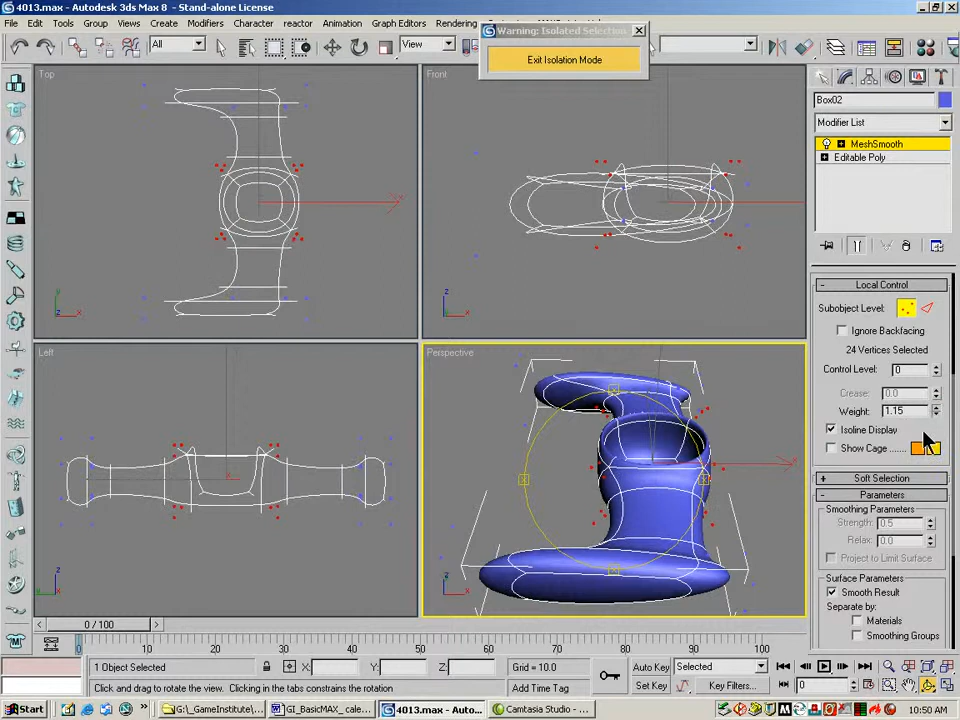 4013.max - Autodesk 3ds Max 8 - Stand-alone License
File Edit Tools Group Views Create Modifiers Character reactor Animation Graph Editors Rendering
Warning: Isolated Selection
Exit Isolation Mode
All
View
Top
Front
Left
Perspective
Box02
Modifier List
MeshSmooth
Editable Poly
Local Control
Subobject Level:
Ignore Backfacing
24 Vertices Selected
Control Level: 0
Crease: 0.0
Weight: 1.15
Isoline Display
Show Cage ......
Soft Selection
Parameters
Smoothing Parameters
Strength: 0.5
Relax: 0.0
Project to Limit Surface
Surface Parameters
Smooth Result
Separate by:
Materials
Smoothing Groups
0 / 100
10 20 30 40 50 60 70 80 90 100
1 Object Selected
X: Y: Z:
Grid = 10.0
Auto Key
Selected
Click and drag to rotate the view. Clicking in the tabs constrains the rotation
Add Time Tag
Set Key
Key Filters...
0
Start
G:\_GameInstitute\...
GI_BasicMAX_ cale...
4013.max - Auto...
Camtasia Studio - ...
10:50 AM